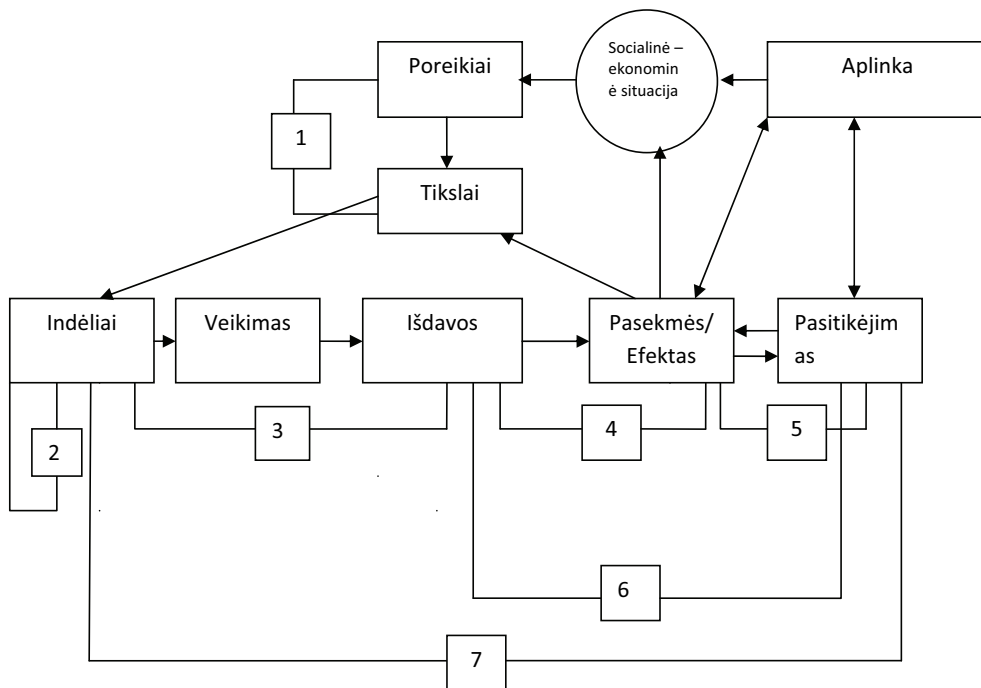 Poreikiai
Socialinė –
ekonomin
ė situacija
Aplinka
1
Tikslai
Indėliai
Veikimas
Išdavos
Pasekmės/
Efektas
Pasitikėjim
as
2
3
4
5
6
7